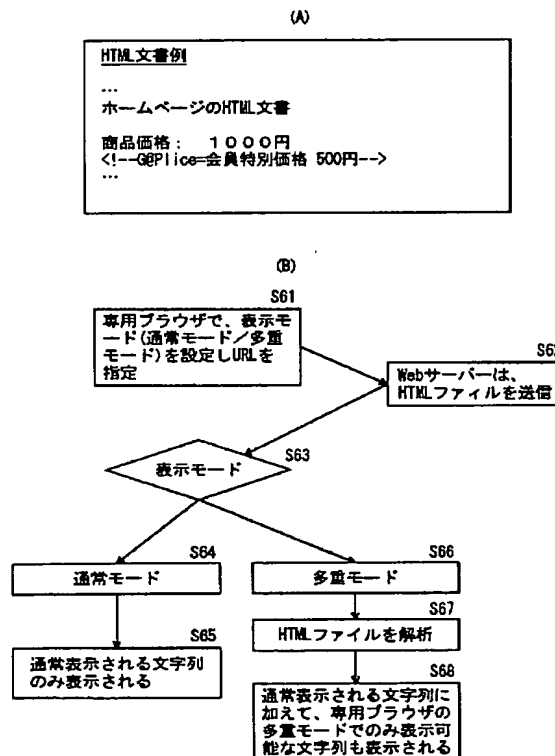 (A)
HTML文書例
...
ホームページのHTML文書
商品価格： １０００円
<!--G@Plice=会員特別価格 500円-->
...
(B)
S61
専用ブラウザで、表示モ
ード(通常モード／多重
モード)を設定しURLを
指定
S62
Webサーバーは、
HTMLファイルを送信
S63
表示モード
S64
通常モード
S66
多重モード
S65
通常表示される文字列
のみ表示される
S67
HTMLファイルを解析
S68
通常表示される文字列に
加えて、専用ブラウザの
多重モードでのみ表示可
能な文字列も表示される